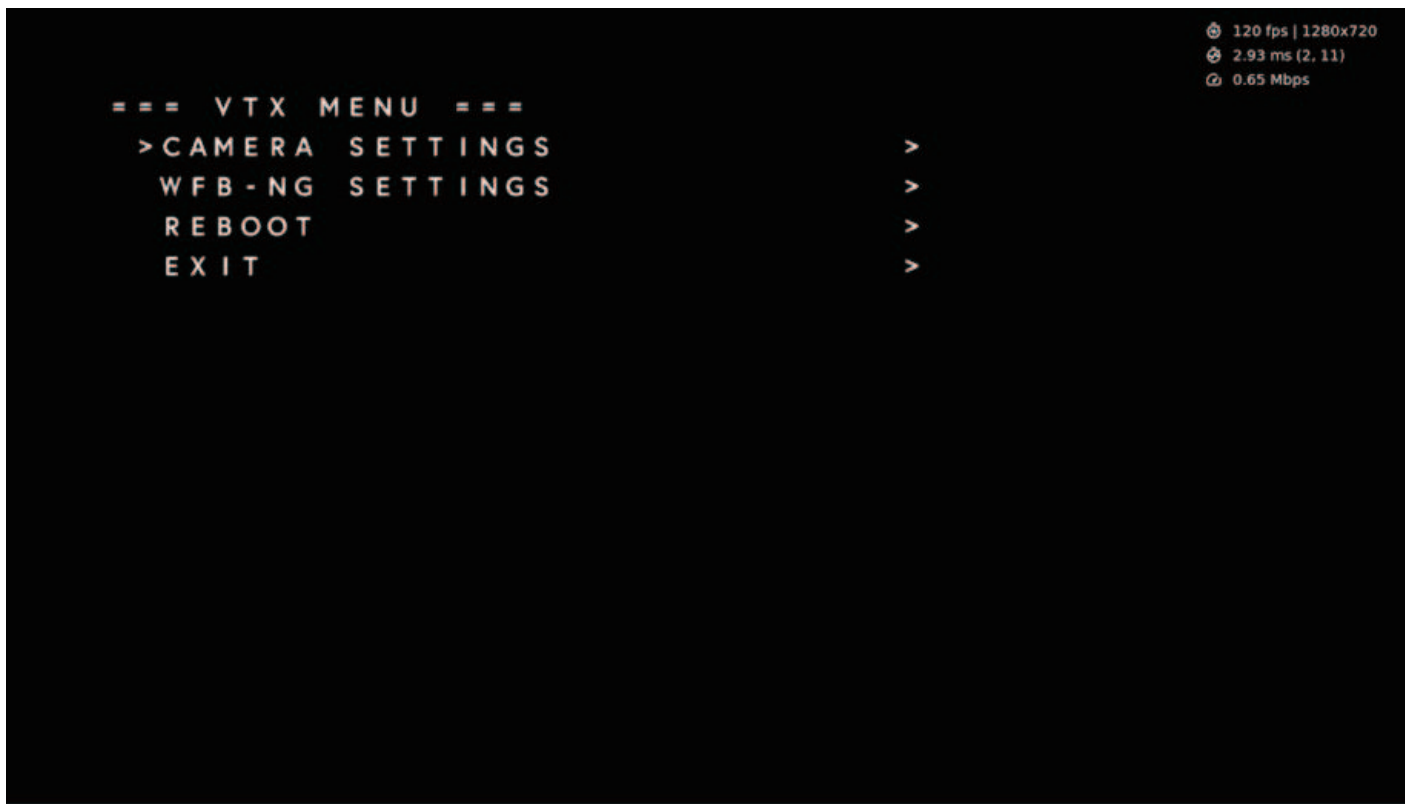 120 fps | 1280x720
2.93 ms (2, 11)
0.65 Mbps
=== VTX MENU ===
>CAMERA SETTINGS >
WFB-NG SETTINGS >
REBOOT >
EXIT >